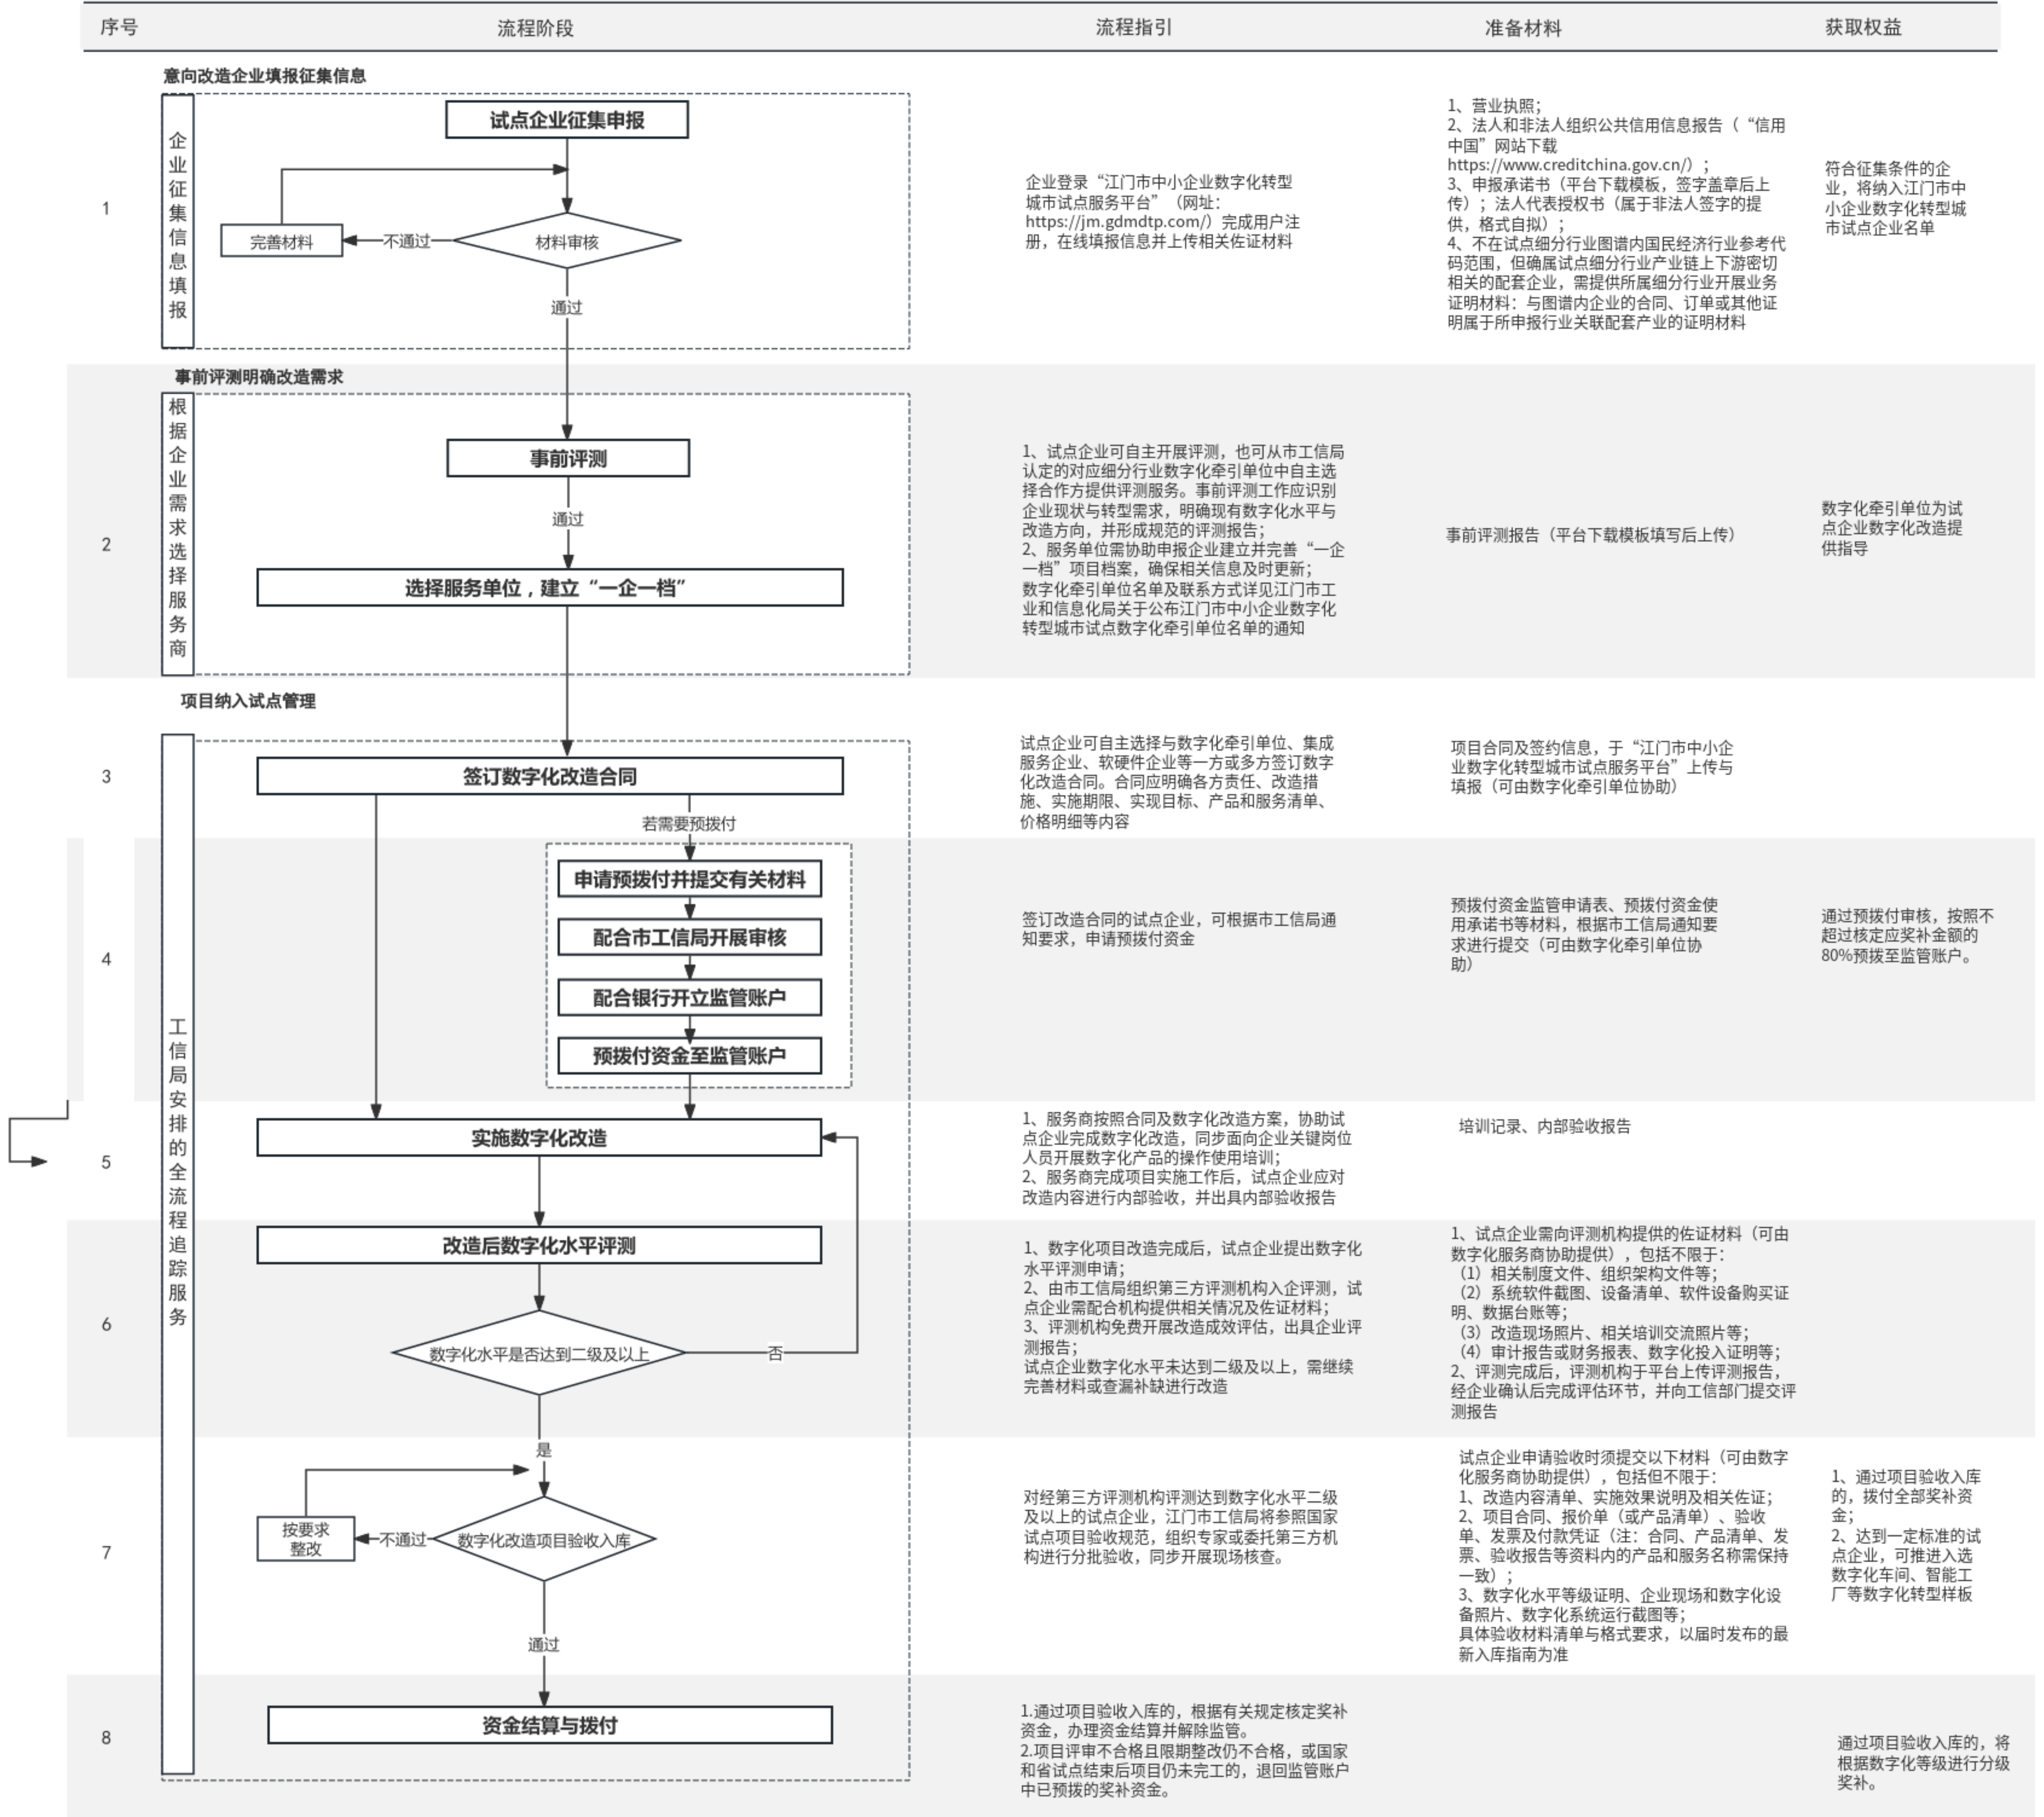 序号 流程阶段 流程指引 准备材料 获取权益
意向改造企业填报征集信息
1
企业征集信息填报
试点企业征集申报
完善材料
不通过
材料审核
通过
企业登录“江门市中小企业数字化转型
城市试点服务平台”（网址：
https://jm.gdmdtp.com/）完成用户注
册，在线填报信息并上传相关佐证材料
1、营业执照；
2、法人和非法人组织公共信用信息报告（“信用
中国”网站下载
https://www.creditchina.gov.cn/）；
3、申报承诺书（平台下载模板，签字盖章后上
传）；法人代表授权书（属于非法人签字的提
供，格式自拟）；
4、不在试点细分行业图谱内国民经济行业参考代
码范围，但确属试点细分行业产业链上下游密切
相关的配套企业，需提供所属细分行业开展业务
证明材料：与图谱内企业的合同、订单或其他证
明属于所申报行业关联配套产业的证明材料
符合征集条件的企
业，将纳入江门市中
小企业数字化转型城
市试点企业名单
事前评测明确改造需求
2
根据企业需求选择服务商
事前评测
通过
选择服务单位，建立“一企一档”
1、试点企业可自主开展评测，也可从市工信局
认定的对应细分行业数字化牵引单位中自主选
择合作方提供评测服务。事前评测工作应识别
企业现状与转型需求，明确现有数字化水平与
改造方向，并形成规范的评测报告；
2、服务单位需协助申报企业建立并完善“一企
一档”项目档案，确保相关信息及时更新；
数字化牵引单位名单及联系方式详见江门市工
业和信息化局关于公布江门市中小企业数字化
转型城市试点数字化牵引单位名单的通知
事前评测报告（平台下载模板填写后上传）
数字化牵引单位为试
点企业数字化改造提
供指导
项目纳入试点管理
工信局安排的全流程追踪服务
3
签订数字化改造合同
若需要预拨付
试点企业可自主选择与数字化牵引单位、集成
服务企业、软硬件企业等一方或多方签订数字
化改造合同。合同应明确各方责任、改造措
施、实施期限、实现目标、产品和服务清单、
价格明细等内容
项目合同及签约信息，于“江门市中小企
业数字化转型城市试点服务平台”上传与
填报（可由数字化牵引单位协助）
4
申请预拨付并提交有关材料
配合市工信局开展审核
配合银行开立监管账户
预拨付资金至监管账户
签订改造合同的试点企业，可根据市工信局通
知要求，申请预拨付资金
预拨付资金监管申请表、预拨付资金使
用承诺书等材料，根据市工信局通知要
求进行提交（可由数字化牵引单位协
助）
通过预拨付审核，按照不
超过核定应奖补金额的
80%预拨至监管账户。
5
实施数字化改造
1、服务商按照合同及数字化改造方案，协助试
点企业完成数字化改造，同步面向企业关键岗位
人员开展数字化产品的操作使用培训；
2、服务商完成项目实施工作后，试点企业应对
改造内容进行内部验收，并出具内部验收报告
培训记录、内部验收报告
6
改造后数字化水平评测
数字化水平是否达到二级及以上
否
是
1、数字化项目改造完成后，试点企业提出数字化
水平评测申请；
2、由市工信局组织第三方评测机构入企评测，试
点企业需配合机构提供相关情况及佐证材料；
3、评测机构免费开展改造成效评估，出具企业评
测报告；
试点企业数字化水平未达到二级及以上，需继续
完善材料或查漏补缺进行改造
1、试点企业需向评测机构提供的佐证材料（可由
数字化服务商协助提供），包括不限于：
（1）相关制度文件、组织架构文件等；
（2）系统软件截图、设备清单、软件设备购买证
明、数据台账等；
（3）改造现场照片、相关培训交流照片等；
（4）审计报告或财务报表、数字化投入证明等；
2、评测完成后，评测机构于平台上传评测报告，
经企业确认后完成评估环节，并向工信部门提交评
测报告
7
按要求
整改
不通过
数字化改造项目验收入库
通过
对经第三方评测机构评测达到数字化水平二级
及以上的试点企业，江门市工信局将参照国家
试点项目验收规范，组织专家或委托第三方机
构进行分批验收，同步开展现场核查。
试点企业申请验收时须提交以下材料（可由数字
化服务商协助提供），包括但不限于：
1、改造内容清单、实施效果说明及相关佐证；
2、项目合同、报价单（或产品清单）、验收
单、发票及付款凭证（注：合同、产品清单、发
票、验收报告等资料内的产品和服务名称需保持
一致）；
3、数字化水平等级证明、企业现场和数字化设
备照片、数字化系统运行截图等；
具体验收材料清单与格式要求，以届时发布的最
新入库指南为准
1、通过项目验收入库
的，拨付全部奖补资
金；
2、达到一定标准的试
点企业，可推进入选
数字化车间、智能工
厂等数字化转型样板
8
资金结算与拨付
1.通过项目验收入库的，根据有关规定核定奖补
资金，办理资金结算并解除监管。
2.项目评审不合格且限期整改仍不合格，或国家
和省试点结束后项目仍未完工的，退回监管账户
中已预拨的奖补资金。
通过项目验收入库的，将
根据数字化等级进行分级
奖补。